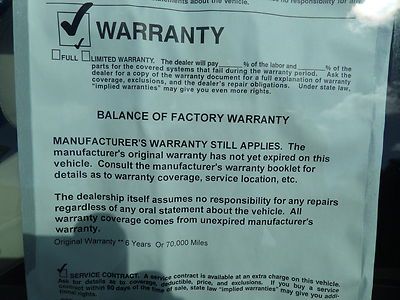 about the vehicle.
no responsibility for any
WARRANTY
FULL LIMITED WARRANTY. The dealer will pay_____% of the labor and_____% of the
parts for the covered systems that fail during the warranty period. Ask the
dealer for a copy of the warranty document for a full explanation of warranty
coverage, exclusions, and the dealer's repair obligations. Under state law,
"implied warranties" may give you even more rights.
BALANCE OF FACTORY WARRANTY
MANUFACTURER'S WARRANTY STILL APPLIES. The
manufacturer's original warranty has not yet expired on this
vehicle. Consult the manufacturer's warranty booklet for
details as to warranty coverage, service location, etc.
The dealership itself assumes no responsibility for any repairs
regardless of any oral statement about the vehicle. All
warranty coverage comes from unexpired manufacturer's
warranty.
Original Warranty ** 6 Years Or 70,000 Miles
SERVICE CONTRACT. A service contract is available at an extra charge on this vehicle.
Ask for details as to coverage, deductible, price, and exclusions. If you buy a service
contract within 90 days of the time of sale, state law "implied warranties" may give you addi-
tional rights.